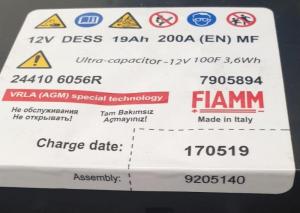 12V DESS 19Ah 200A (EN) MF
Ultra-capacitor -12V 100F 3,6Wh
24410 6056R 7905894
VRLA (AGM) special technology
FIAMM
Не обслуживания
Не открывать!
Tam Bakımsız
Açmayınız!
Made in Italy
Charge date: 170519
Assembly: 9205140